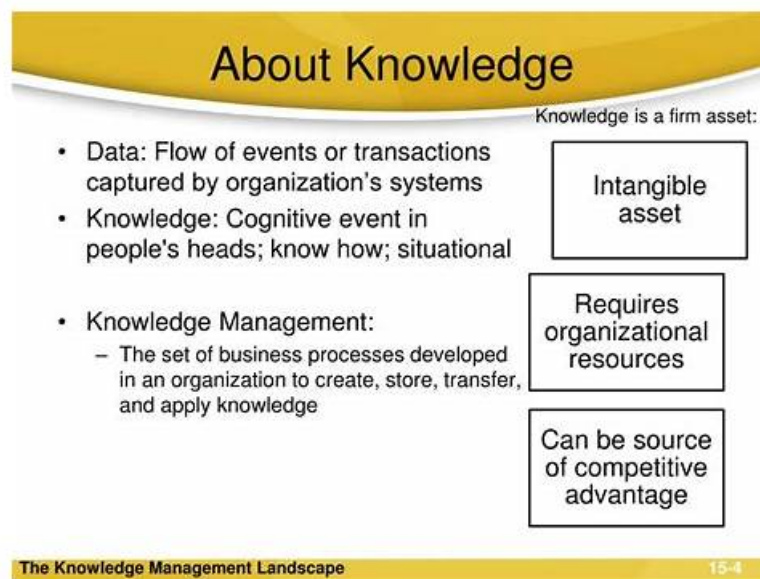 About Knowledge
Knowledge is a firm asset:
• Data: Flow of events or transactions
captured by organization's systems
• Knowledge: Cognitive event in
people's heads; know how; situational
• Knowledge Management:
– The set of business processes developed
in an organization to create, store, transfer,
and apply knowledge
Intangible
asset
Requires
organizational
resources
Can be source
of competitive
advantage
The Knowledge Management Landscape
15-4